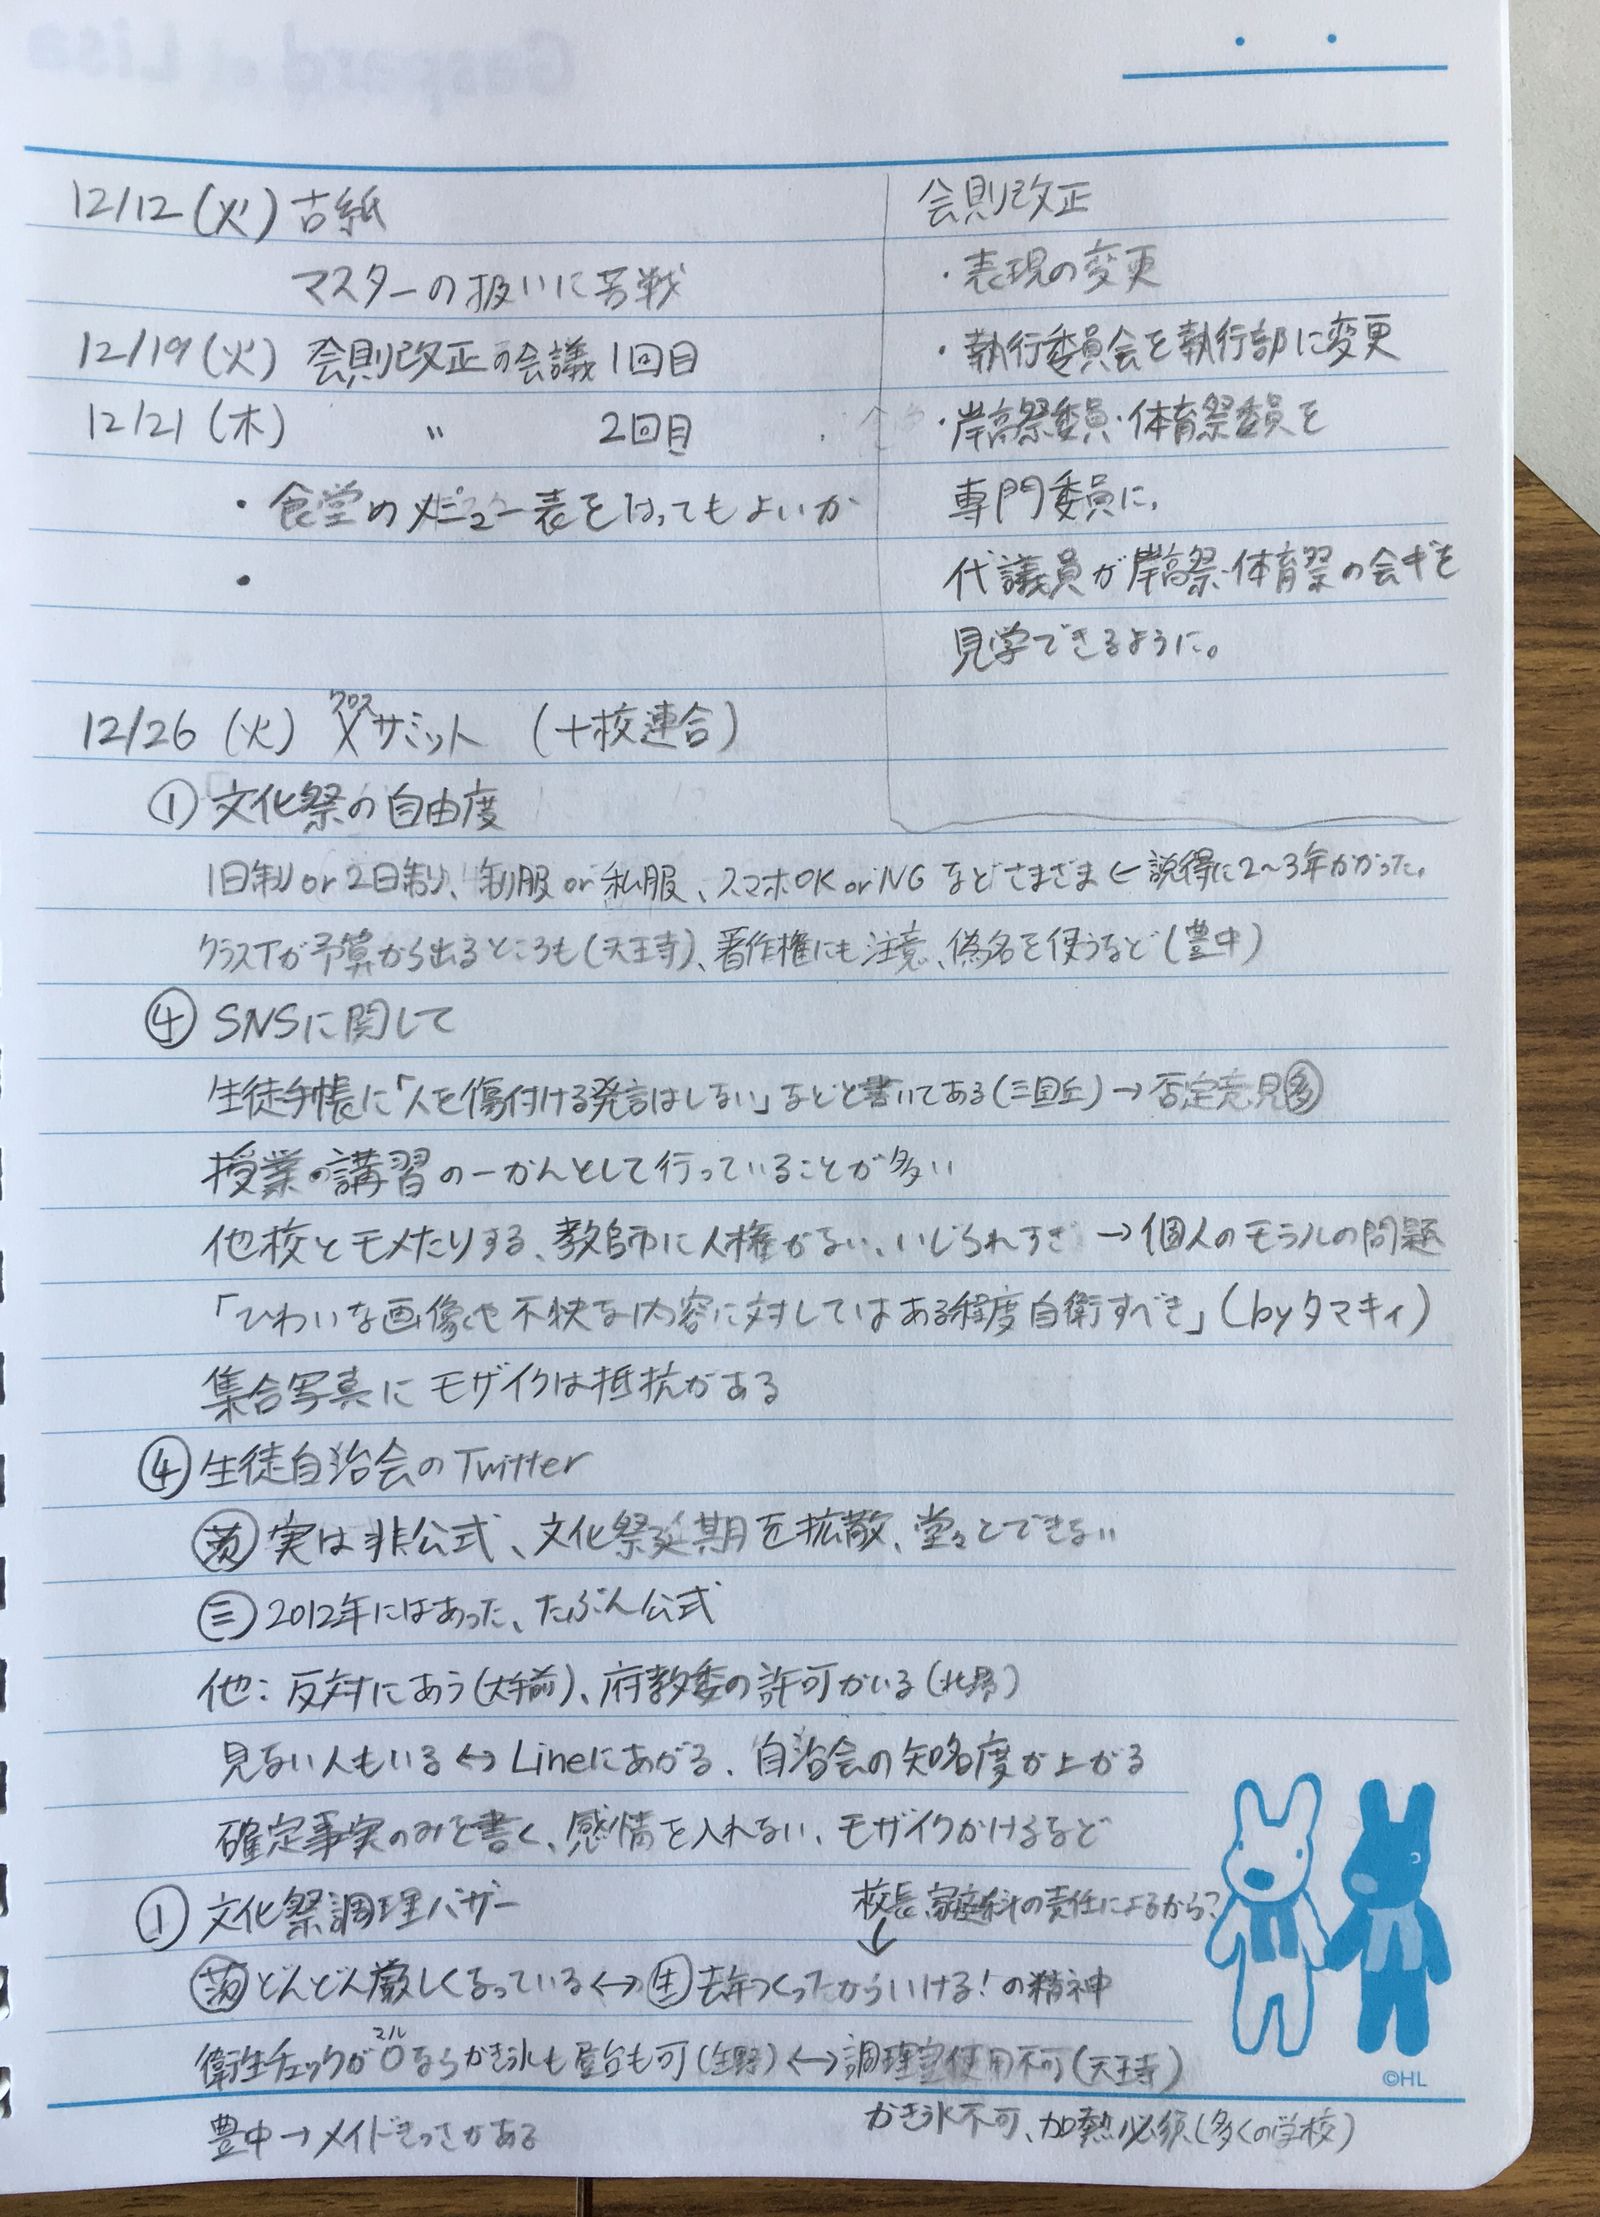 12/12(火) 古紙
マスターの扱いに苦戦
12/19(火) 会則改正の会議 1回目
12/21(木) 〃 2回目
・食堂のメニュー表をはってもよいか
・
会則改正
・表現の変更
・執行委員会を執行部に変更
・岸高祭委員・体育祭委員を
専門委員に。
代議員が岸高祭・体育祭の会ギを
見学できるように。
12/26 (火) Xサミット (十校連合)
クロス
① 文化祭の自由度
1日制or2日制、制服or私服、スマホOKorNGなどさまざま←説得に2~3年かかった。
クラスTが予算から出るところも(天王寺)、著作権にも注意、偽名を使うなど(豊中)
④ SNSに関して
生徒手帳に「人を傷付ける発言はしない」などと書いてある(三国丘)→否定意見多
授業の講習の一かんとして行っていることが多い
他校とモメたりする、教師に人権がない、いじられすぎ→個人のモラルの問題
「ひわいな画像や不快な内容に対してはある程度自衛すべき」(byタマキィ)
集合写真にモザイクは抵抗がある
④ 生徒自治会のTwitter
茨 実は非公式、文化祭延期を拡散、堂々とできない
三 2012年にはあった、たぶん公式
他:反対にあう(大手前)、府教委の許可がいる(北野)
見ない人もいる↔Lineにあがる、自治会の知名度が上がる
確定事実のみを書く、感情を入れない、モザイクかけるなど
① 文化祭調理バザー
校長、家庭科の責任によるから?
↓
茨 どんどん厳しくなっている↔生 去年つくったからいける!の精神
衛生チェックが〇ならかき氷も屋台も可(生野)↔調理室使用不可(天王寺)
マル
豊中→メイドきっさがある
かき氷不可、加熱必須(多くの学校)
©HL